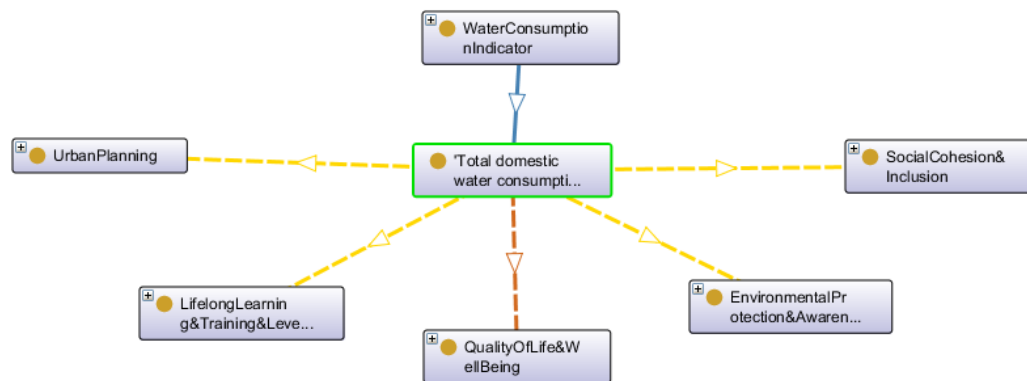 WaterConsumptio
nIndicator
UrbanPlanning
'Total domestic
water consumpti...
SocialCohesion&
Inclusion
LifelongLearnin
g&Training&Leve...
EnvironmentalPr
otection&Awaren...
QualityOfLife&W
ellBeing